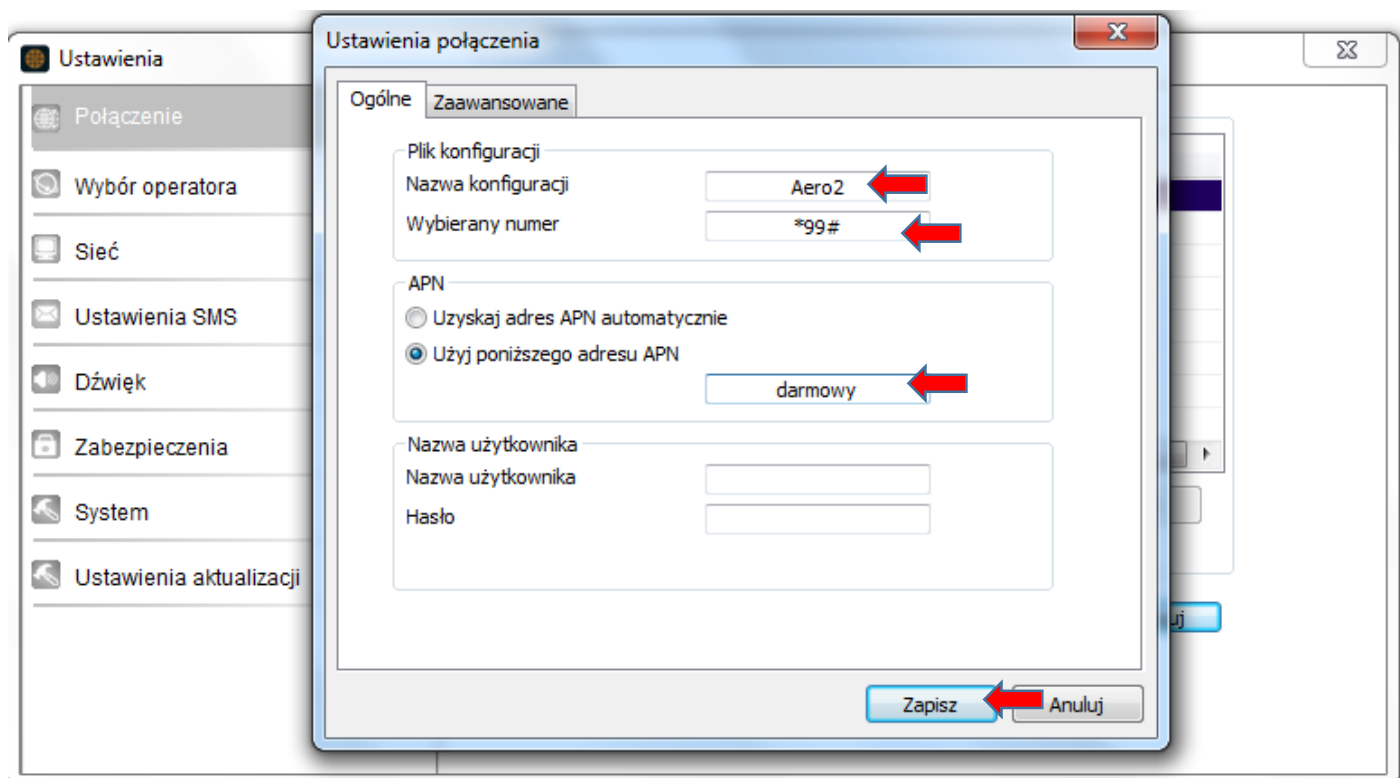 Ustawienia
Połączenie
Wybór operatora
Sieć
Ustawienia SMS
Dźwięk
Zabezpieczenia
System
Ustawienia aktualizacji
Ustawienia połączenia
Ogólne
Zaawansowane
Plik konfiguracji
Nazwa konfiguracji
Aero2
Wybierany numer
*99#
APN
Uzyskaj adres APN automatycznie
Użyj poniższego adresu APN
darmowy
Nazwa użytkownika
Nazwa użytkownika
Hasło
Zapisz
Anuluj